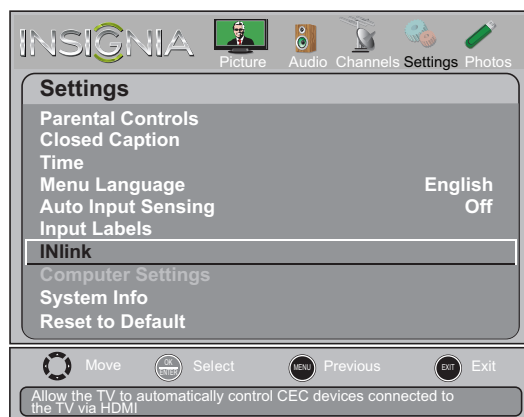 INSIGNIA
Picture Audio Channels Settings Photos
Settings
Parental Controls
Closed Caption
Time
Menu Language English
Auto Input Sensing Off
Input Labels
INlink
Computer Settings
System Info
Reset to Default
Move OK ENTER Select MENU Previous EXIT Exit
Allow the TV to automatically control CEC devices connected to
the TV via HDMI